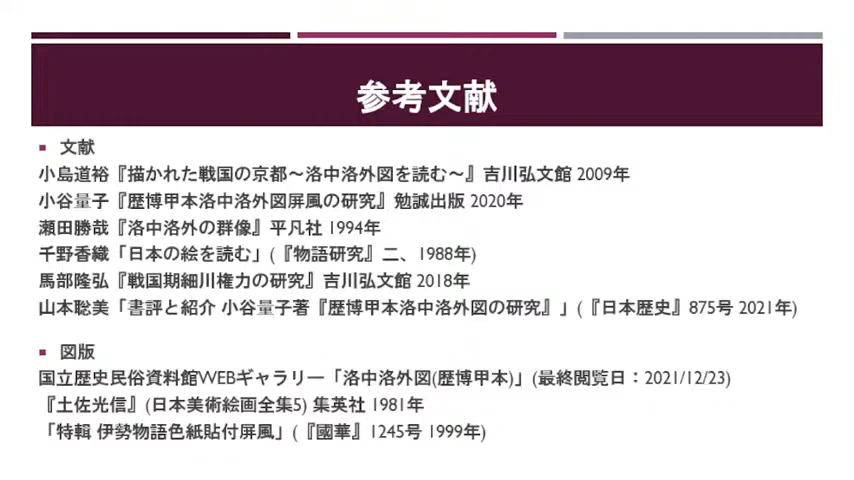 参考文献
■ 文献
小島道裕『描かれた戦国の京都～洛中洛外図を読む～』吉川弘文館 2009年
小谷量子『歴博甲本洛中洛外図屏風の研究』勉誠出版 2020年
瀬田勝哉『洛中洛外の群像』平凡社 1994年
千野香織「日本の絵を読む」(『物語研究』二、1988年)
馬部隆弘『戦国期細川権力の研究』吉川弘文館 2018年
山本聡美「書評と紹介 小谷量子著『歴博甲本洛中洛外図の研究』」(『日本歴史』875号 2021年)
■ 図版
国立歴史民俗資料館WEBギャラリー「洛中洛外図(歴博甲本)」(最終閲覧日：2021/12/23)
『土佐光信』(日本美術絵画全集5) 集英社 1981年
「特輯 伊勢物語色紙貼付屏風」(『國華』1245号 1999年)